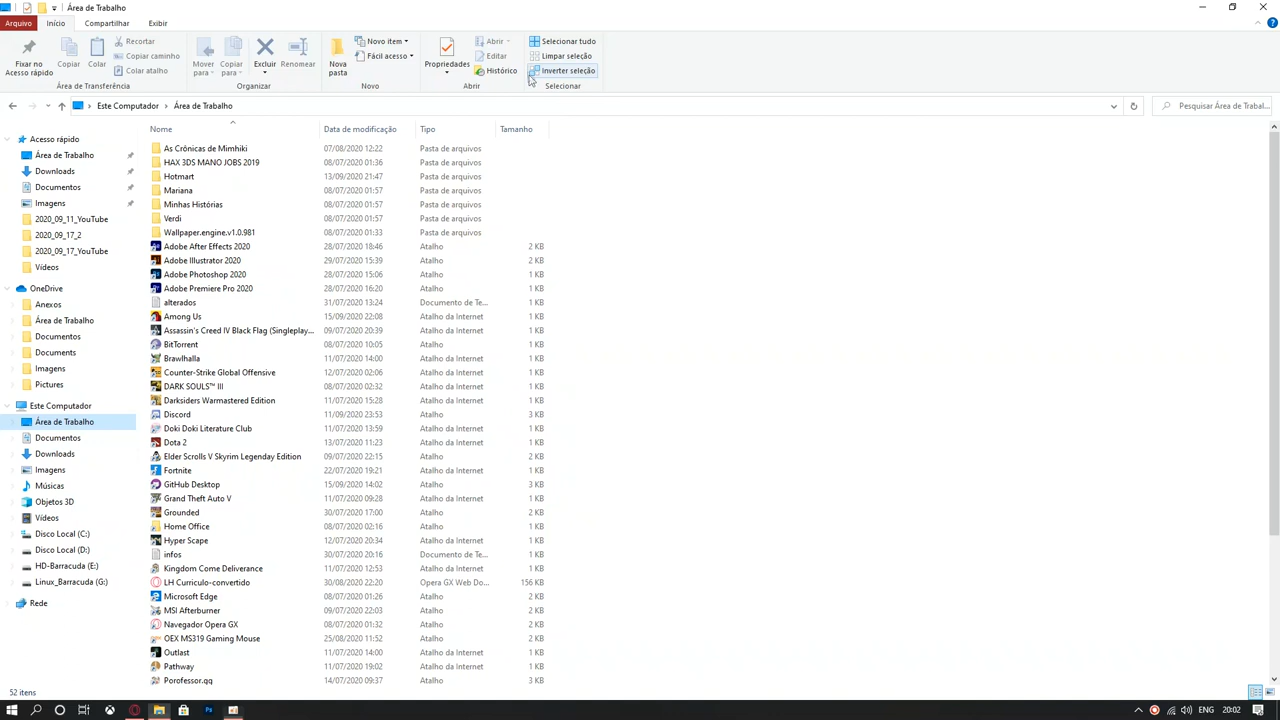 Área de Trabalho
Arquivo Início Compartilhar Exibir
Fixar no Acesso rápido
Copiar
Colar
Recortar
Copiar caminho
Colar atalho
Área de Transferência
Mover para
Copiar para
Excluir
Renomear
Organizar
Nova pasta
Novo item
Fácil acesso
Novo
Propriedades
Abrir
Editar
Histórico
Abrir
Selecionar tudo
Limpar seleção
Inverter seleção
Selecionar
Este Computador Área de Trabalho
Pesquisar Área de Trabal...
Acesso rápido
Área de Trabalho
Downloads
Documentos
Imagens
2020_09_11_YouTube
2020_09_17_2
2020_09_17_YouTube
Vídeos
OneDrive
Anexos
Área de Trabalho
Documentos
Documents
Imagens
Pictures
Este Computador
Área de Trabalho
Documentos
Downloads
Imagens
Músicas
Objetos 3D
Vídeos
Disco Local (C:)
Disco Local (D:)
HD-Barracuda (E:)
Linux_Barracuda (G:)
Rede
Nome Data de modificação Tipo Tamanho
As Crônicas de Mimhiki 07/08/2020 12:22 Pasta de arquivos
HAX 3DS MANO JOBS 2019 08/07/2020 01:36 Pasta de arquivos
Hotmart 13/09/2020 21:47 Pasta de arquivos
Mariana 08/07/2020 01:57 Pasta de arquivos
Minhas Histórias 08/07/2020 01:57 Pasta de arquivos
Verdi 08/07/2020 01:57 Pasta de arquivos
Wallpaper.engine.v1.0.981 08/07/2020 01:33 Pasta de arquivos
Adobe After Effects 2020 28/07/2020 18:46 Atalho 2 KB
Adobe Illustrator 2020 29/07/2020 15:39 Atalho 2 KB
Adobe Photoshop 2020 28/07/2020 15:06 Atalho 1 KB
Adobe Premiere Pro 2020 28/07/2020 16:20 Atalho 1 KB
alterados 31/07/2020 13:24 Documento de Te... 1 KB
Among Us 15/09/2020 22:08 Atalho da Internet 1 KB
Assassin's Creed IV Black Flag (Singleplay... 09/07/2020 20:39 Atalho da Internet 1 KB
BitTorrent 08/07/2020 10:05 Atalho 1 KB
Brawlhalla 11/07/2020 14:00 Atalho da Internet 1 KB
Counter-Strike Global Offensive 12/07/2020 02:06 Atalho da Internet 1 KB
DARK SOULS™ III 08/07/2020 02:32 Atalho da Internet 1 KB
Darksiders Warmastered Edition 11/07/2020 15:28 Atalho da Internet 1 KB
Discord 11/09/2020 23:53 Atalho 3 KB
Doki Doki Literature Club 11/07/2020 13:59 Atalho da Internet 1 KB
Dota 2 13/07/2020 11:23 Atalho da Internet 1 KB
Elder Scrolls V Skyrim Legenday Edition 09/07/2020 22:15 Atalho 2 KB
Fortnite 22/07/2020 19:21 Atalho da Internet 1 KB
GitHub Desktop 15/09/2020 14:02 Atalho 3 KB
Grand Theft Auto V 11/07/2020 09:28 Atalho da Internet 1 KB
Grounded 30/07/2020 17:00 Atalho 2 KB
Home Office 08/07/2020 02:16 Atalho 1 KB
Hyper Scape 12/07/2020 20:34 Atalho da Internet 1 KB
infos 30/07/2020 20:16 Documento de Te... 1 KB
Kingdom Come Deliverance 11/07/2020 12:53 Atalho da Internet 1 KB
LH Curriculo-convertido 30/08/2020 22:20 Opera GX Web Do... 156 KB
Microsoft Edge 08/07/2020 01:26 Atalho 2 KB
MSI Afterburner 09/07/2020 22:03 Atalho 2 KB
Navegador Opera GX 08/07/2020 01:32 Atalho 2 KB
OEX MS319 Gaming Mouse 25/08/2020 11:52 Atalho 2 KB
Outlast 11/07/2020 14:00 Atalho da Internet 1 KB
Pathway 11/07/2020 19:02 Atalho da Internet 1 KB
Porofessor.gg 14/07/2020 09:37 Atalho 3 KB
52 itens
ENG 20:02